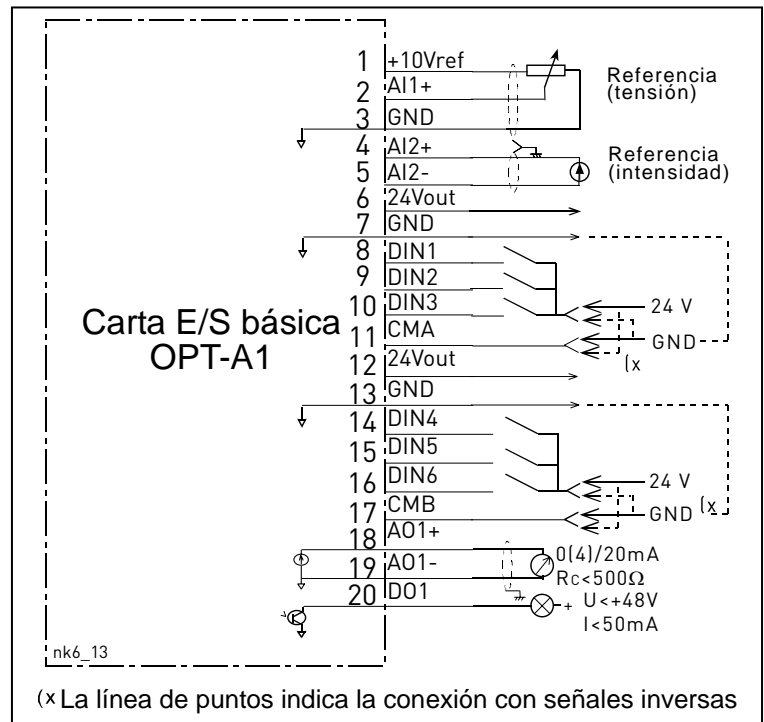 1 +10Vref
2 AI1+
3 GND
Referencia
(tensión)
4 AI2+
5 AI2-
Referencia
(intensidad)
6 24Vout
7 GND
8 DIN1
9 DIN2
10 DIN3
11 CMA
24 V
GND
(x
Carta E/S básica
OPT-A1
12 24Vout
13 GND
14 DIN4
15 DIN5
16 DIN6
17 CMB
24 V
GND (x
18 AO1+
19 AO1-
20 DO1
0(4)/20mA
Rc<500Ω
+ U<+48V
I<50mA
nk6_13
(x La línea de puntos indica la conexión con señales inversas